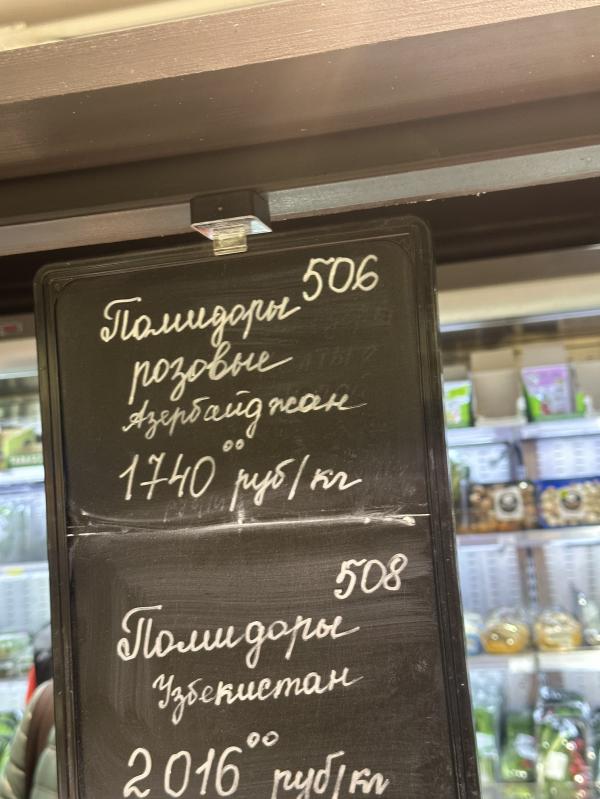 506
Помидоры
розовые
Азербайджан
1740⁰⁰ руб/кг
508
Помидоры
Узбекистан
2016⁰⁰ руб/кг